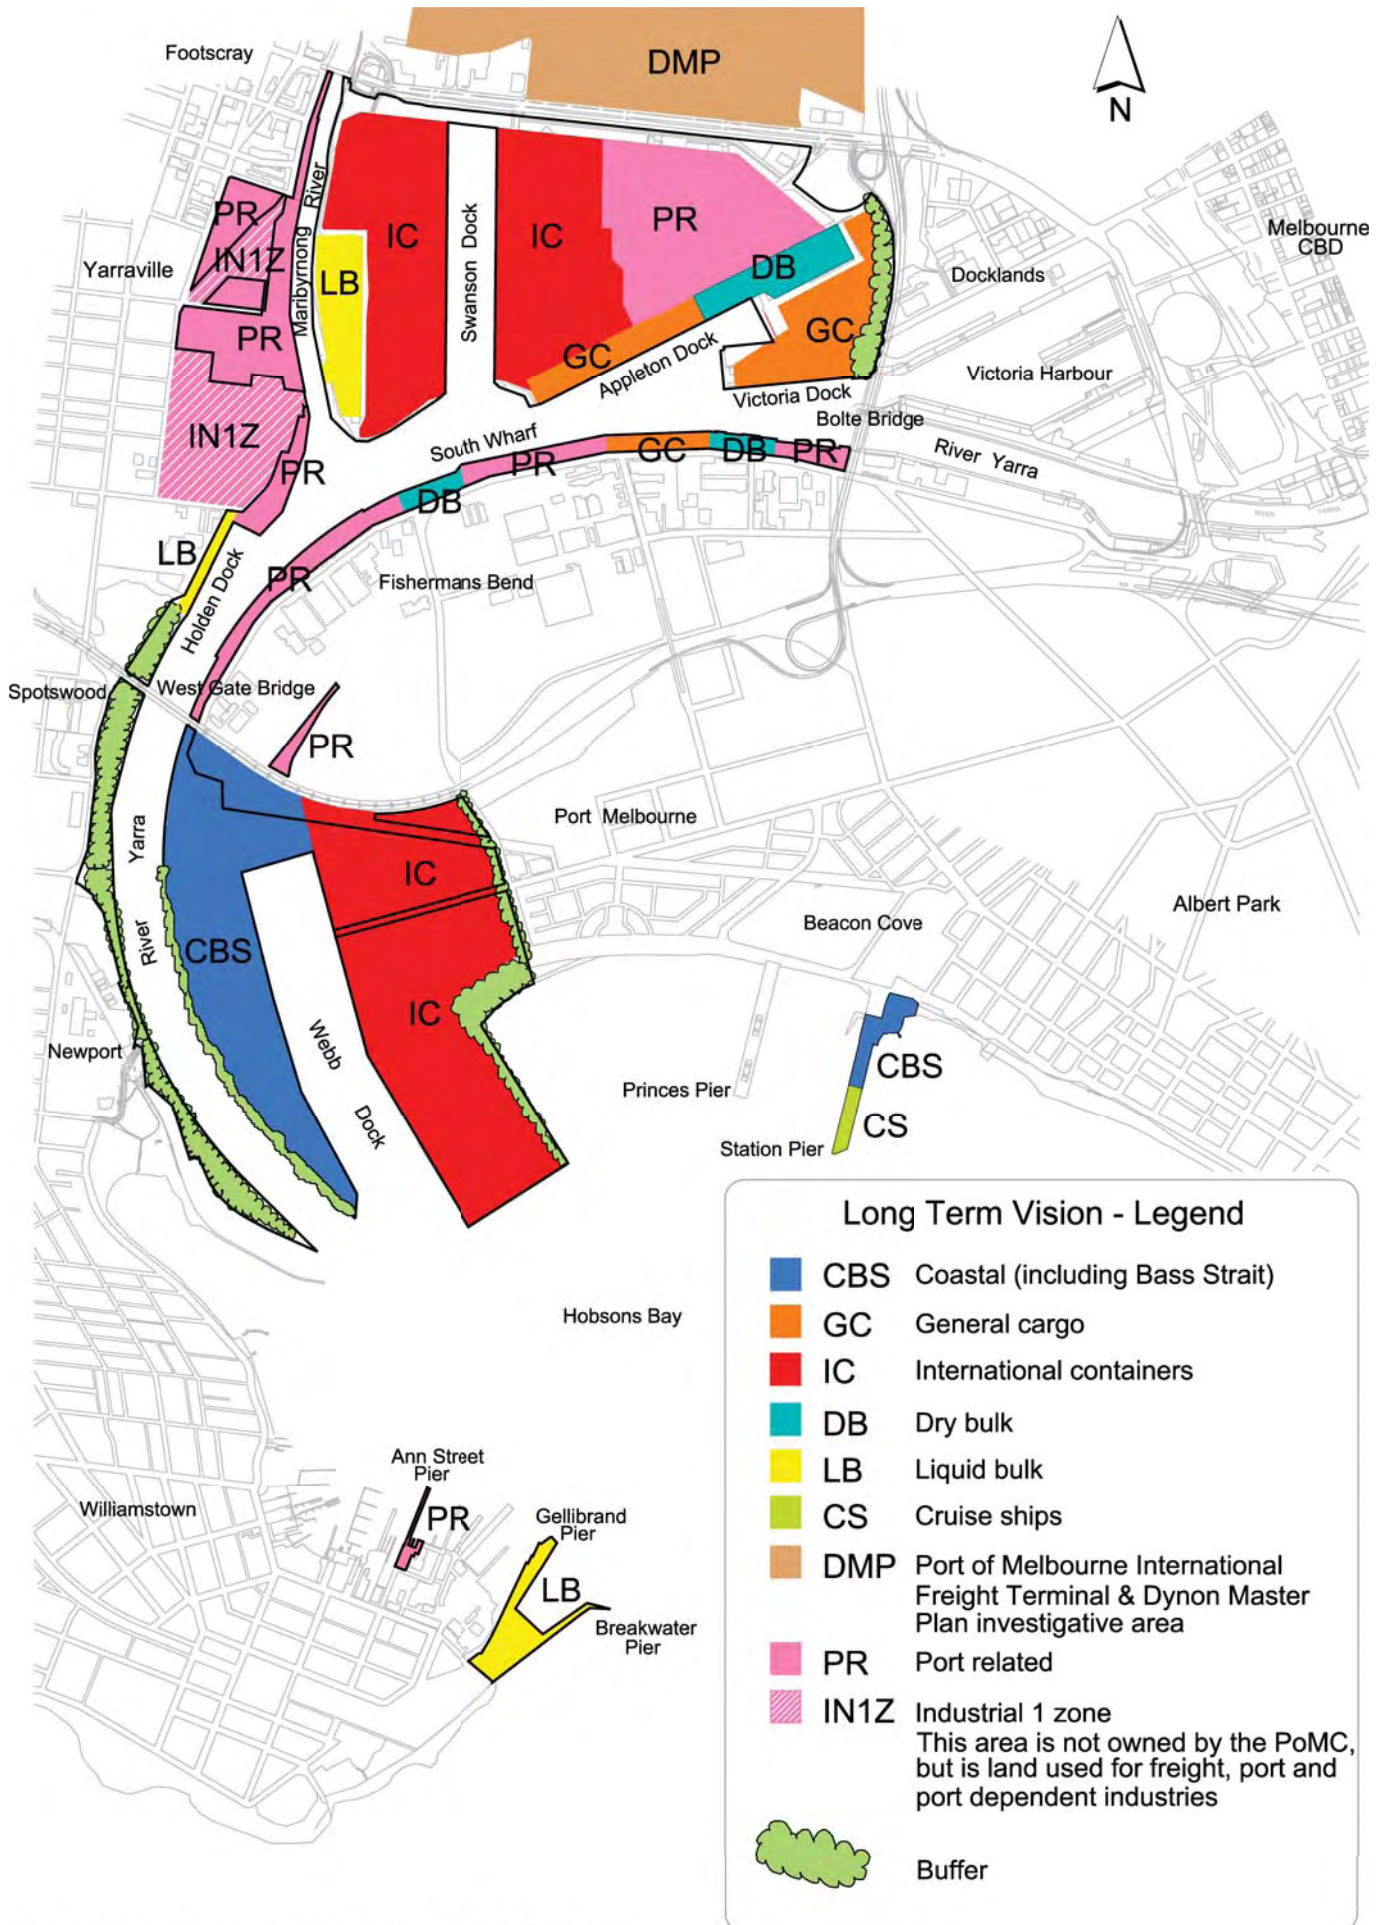 Footscray
DMP
N
PR
IN1Z
Yarraville
Maribyrnong River
IC
LB
Swanson Dock
IC
PR
DB
GC
GC
Appleton Dock
Victoria Dock
Docklands
Melbourne
CBD
Victoria Harbour
Bolte Bridge
River Yarra
RIVER YARRA
PR
IN1Z
PR
South Wharf
PR
GC
DB
PR
DB
LB
Holden Dock
PR
Fishermans Bend
Spotswood
West Gate Bridge
PR
Yarra
River
Port Melbourne
IC
CBS
Beacon Cove
Albert Park
IC
Webb
Dock
Newport
Princes Pier
CBS
CS
Station Pier
Hobsons Bay
Williamstown
Ann Street
Pier
PR
Gellibrand
Pier
LB
Breakwater
Pier
Long Term Vision - Legend
CBS Coastal (including Bass Strait)
GC General cargo
IC International containers
DB Dry bulk
LB Liquid bulk
CS Cruise ships
DMP Port of Melbourne International
Freight Terminal & Dynon Master
Plan investigative area
PR Port related
IN1Z Industrial 1 zone
This area is not owned by the PoMC,
but is land used for freight, port and
port dependent industries
Buffer